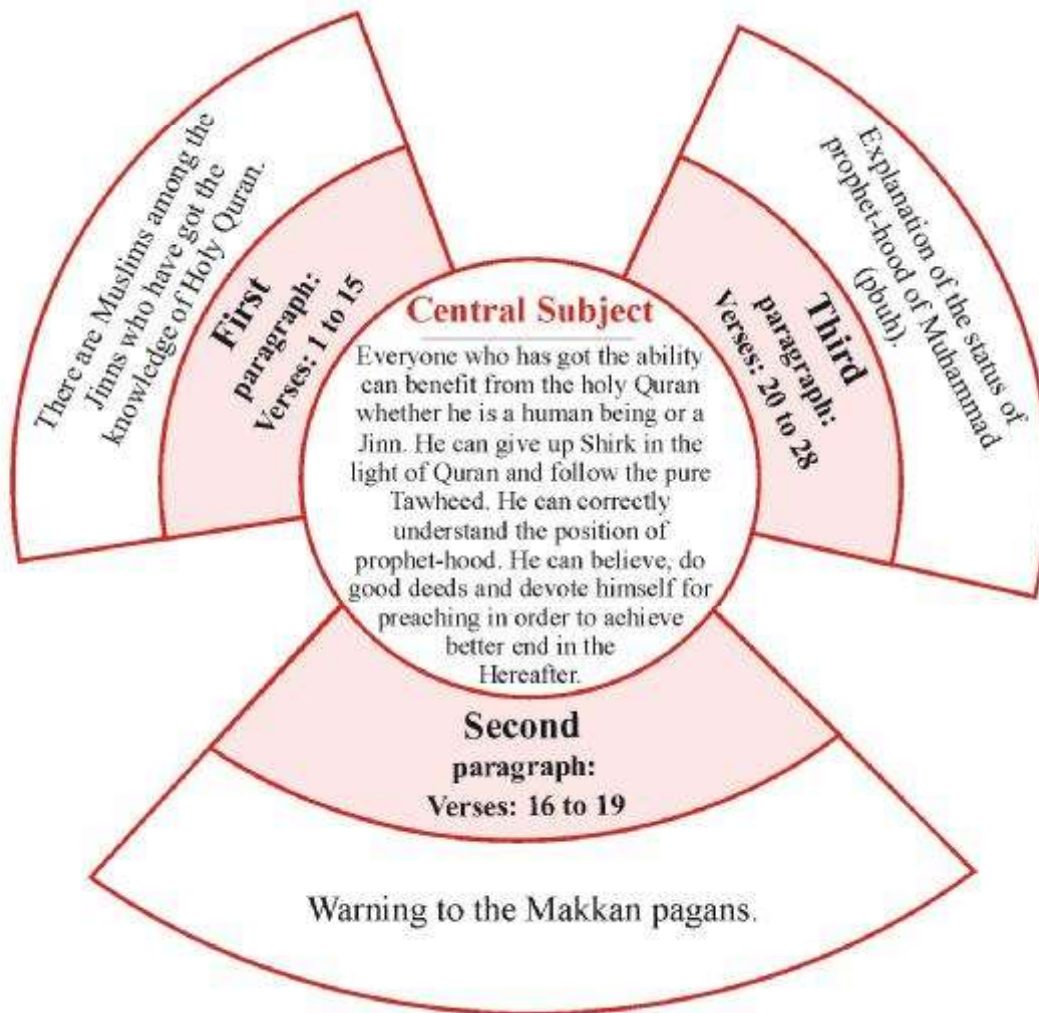 There are Muslims among the
Jinns who have got the
knowledge of Holy Quran.
First
paragraph:
Verses: 1 to 15
Explanation of the status of
prophet-hood of Muhammad
(pbuh).
Third
paragraph:
Verses: 20 to 28
Central Subject
Everyone who has got the ability
can benefit from the holy Quran
whether he is a human being or a
Jinn. He can give up Shirk in the
light of Quran and follow the pure
Tawheed. He can correctly
understand the position of
prophet-hood. He can believe, do
good deeds and devote himself for
preaching in order to achieve
better end in the
Hereafter.
Second
paragraph:
Verses: 16 to 19
Warning to the Makkan pagans.